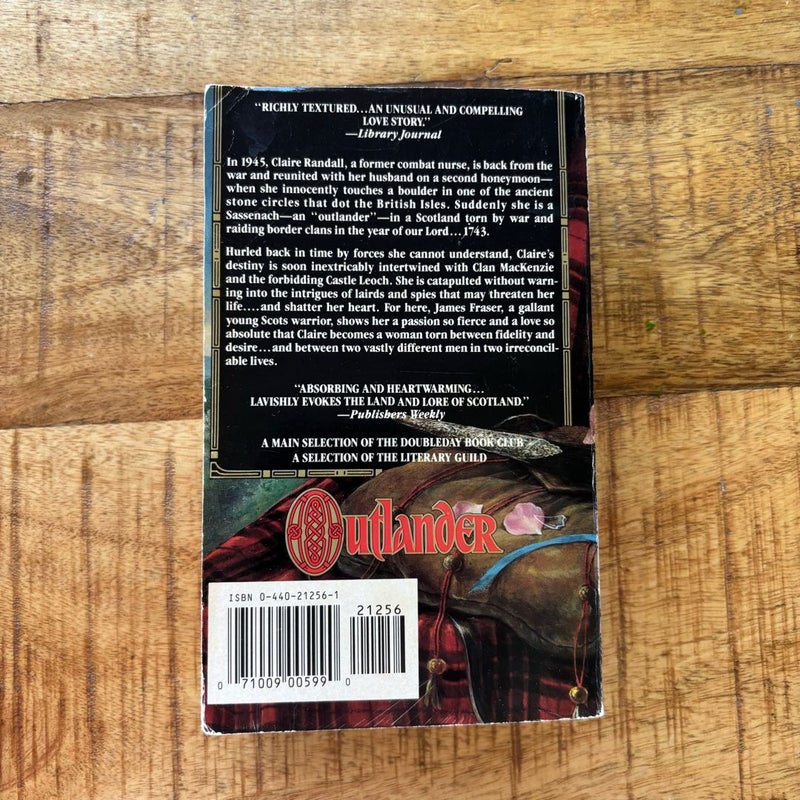 "RICHLY TEXTURED...AN UNUSUAL AND COMPELLING
LOVE STORY."
—Library Journal
In 1945, Claire Randall, a former combat nurse, is back from the
war and reunited with her husband on a second honeymoon—
when she innocently touches a boulder in one of the ancient
stone circles that dot the British Isles. Suddenly she is a
Sassenach—an "outlander"—in a Scotland torn by war and
raiding border clans in the year of our Lord...1743.
Hurled back in time by forces she cannot understand, Claire's
destiny is soon inextricably intertwined with Clan MacKenzie
and the forbidding Castle Leoch. She is catapulted without warn-
ing into the intrigues of lairds and spies that may threaten her
life....and shatter her heart. For here, James Fraser, a gallant
young Scots warrior, shows her a passion so fierce and a love so
absolute that Claire becomes a woman torn between fidelity and
desire...and between two vastly different men in two irreconcil-
able lives.
"ABSORBING AND HEARTWARMING...
LAVISHLY EVOKES THE LAND AND LORE OF SCOTLAND."
—Publishers Weekly
A MAIN SELECTION OF THE DOUBLEDAY BOOK CLUB
A SELECTION OF THE LITERARY GUILD
Outlander
ISBN 0-440-21256-1
21256
0 71009 00599 0